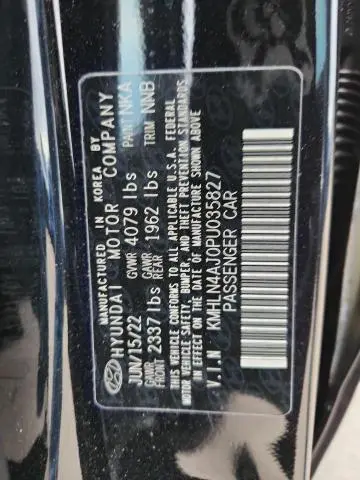 MANUFACTURED IN KOREA BY
HYUNDAI MOTOR COMPANY
JUN/15/22 GVWR 4079 lbs PAINT NKA
GAWR FRONT 2337 lbs GAWR REAR 1962 lbs TRIM NNB
THIS VEHICLE CONFORMS TO ALL APPLICABLE U.S.A. FEDERAL
MOTOR VEHICLE SAFETY, BUMPER, AND THEFT PREVENTION STANDARDS
IN EFFECT ON THE DATE OF MANUFACTURE SHOWN ABOVE
V.I.N KMHLN4AJ0PU035827
PASSENGER CAR